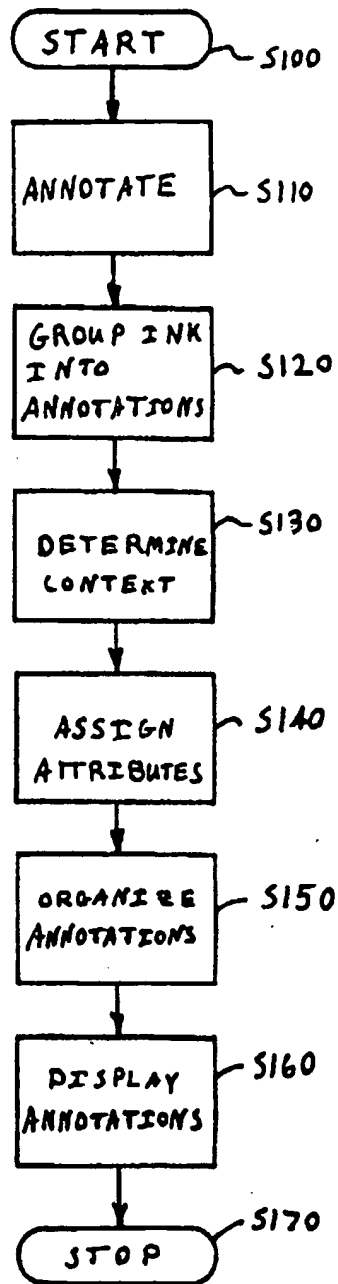 START
S100
ANNOTATE
S110
GROUP INK
INTO
ANNOTATIONS
S120
DETERMINE
CONTEXT
S130
ASSIGN
ATTRIBUTES
S140
ORGANIZE
ANNOTATIONS
S150
DISPLAY
ANNOTATIONS
S160
STOP
S170